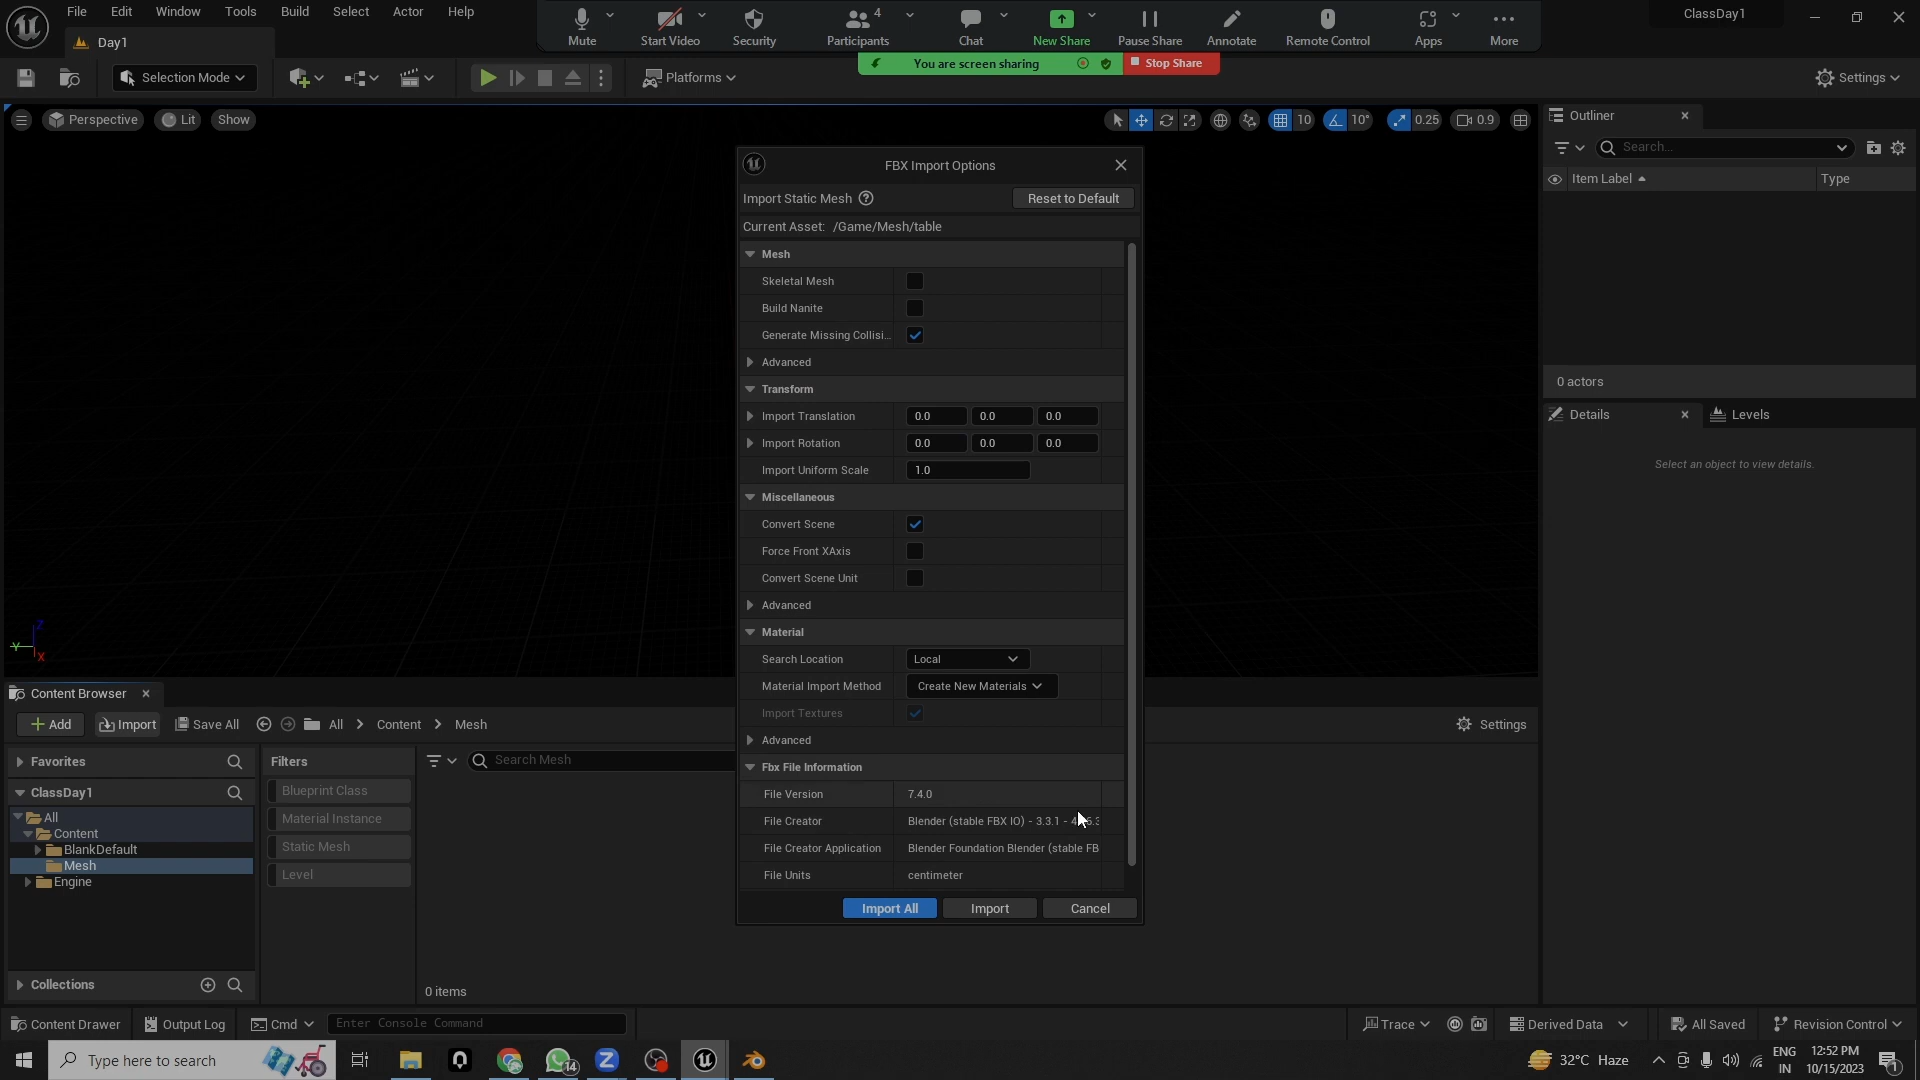 File Edit Window Tools Build Select Actor Help
Mute Start Video Security Participants 4 Chat New Share Pause Share Annotate Remote Control Apps More
ClassDay1
Day1
You are screen sharing Stop Share
Selection Mode Platforms Settings
Perspective Lit Show 10 10° 0.25 0.9
Outliner
Search...
Item Label Type
0 actors
Details Levels
Select an object to view details.
FBX Import Options
Import Static Mesh Reset to Default
Current Asset: /Game/Mesh/table
Mesh
Skeletal Mesh
Build Nanite
Generate Missing Collisi...
Advanced
Transform
Import Translation 0.0 0.0 0.0
Import Rotation 0.0 0.0 0.0
Import Uniform Scale 1.0
Miscellaneous
Convert Scene
Force Front XAxis
Convert Scene Unit
Advanced
Material
Search Location Local
Material Import Method Create New Materials
Import Textures
Advanced
Fbx File Information
File Version 7.4.0
File Creator Blender (stable FBX IO) - 3.3.1 -
File Creator Application Blender Foundation Blender (stable FB
File Units centimeter
Import All Import Cancel
Z
Y
X
Content Browser
Add Import Save All All Content Mesh Settings
Favorites
ClassDay1
All
Content
BlankDefault
Mesh
Engine
Collections
Filters
Blueprint Class
Material Instance
Static Mesh
Level
Search Mesh
0 items
Content Drawer Output Log Cmd Enter Console Command Trace Derived Data All Saved Revision Control
Type here to search 14 32°C Haze ENG IN 12:52 PM 10/15/2023 1